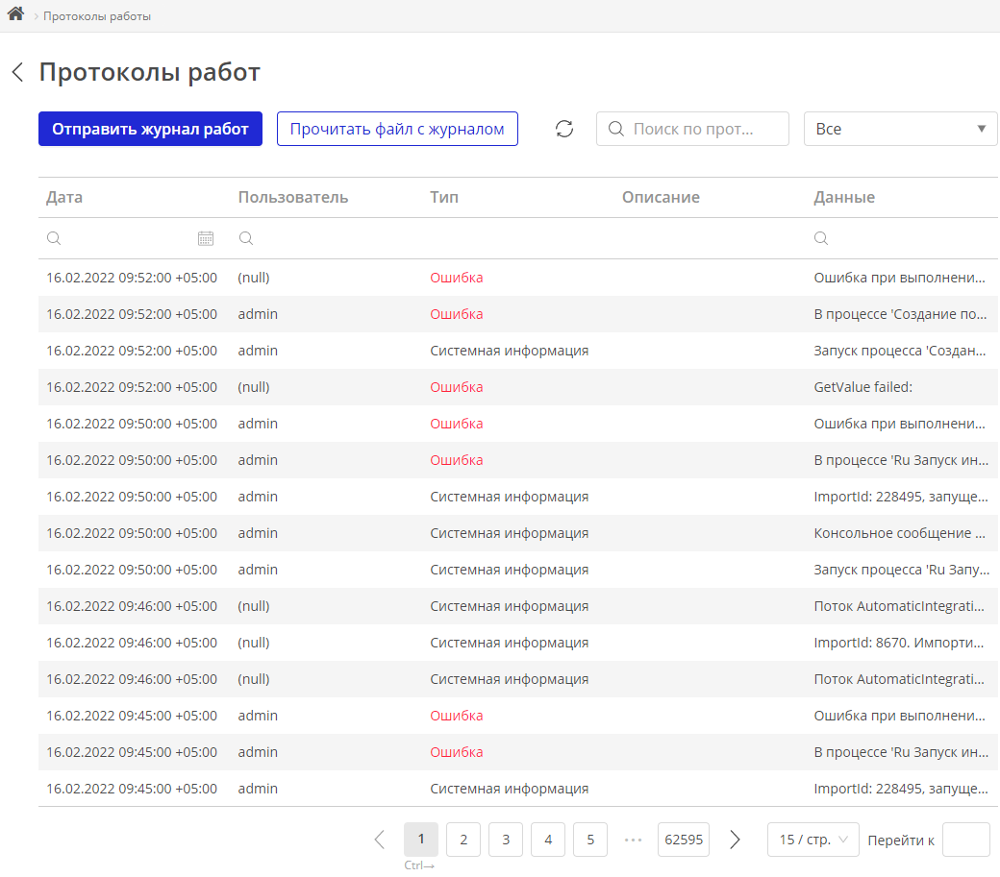 Протоколы работы
Протоколы работ
Отправить журнал работ Прочитать файл с журналом Поиск по прот... Все
Дата Пользователь Тип Описание Данные
16.02.2022 09:52:00 +05:00 (null) Ошибка Ошибка при выполнени...
16.02.2022 09:52:00 +05:00 admin Ошибка В процессе 'Создание по...
16.02.2022 09:52:00 +05:00 admin Системная информация Запуск процесса 'Создан...
16.02.2022 09:52:00 +05:00 (null) Ошибка GetValue failed:
16.02.2022 09:50:00 +05:00 admin Ошибка Ошибка при выполнени...
16.02.2022 09:50:00 +05:00 admin Ошибка В процессе 'Ru Запуск ин...
16.02.2022 09:50:00 +05:00 admin Системная информация ImportId: 228495, запуще...
16.02.2022 09:50:00 +05:00 admin Системная информация Консольное сообщение ...
16.02.2022 09:50:00 +05:00 admin Системная информация Запуск процесса 'Ru Запу...
16.02.2022 09:46:00 +05:00 (null) Системная информация Поток AutomaticIntegrati...
16.02.2022 09:46:00 +05:00 (null) Системная информация ImportId: 8670. Импорти...
16.02.2022 09:46:00 +05:00 (null) Системная информация Поток AutomaticIntegrati...
16.02.2022 09:45:00 +05:00 admin Ошибка Ошибка при выполнени...
16.02.2022 09:45:00 +05:00 admin Ошибка В процессе 'Ru Запуск ин...
16.02.2022 09:45:00 +05:00 admin Системная информация ImportId: 228495, запуще...
1 2 3 4 5 ••• 62595 15 / стр. Перейти к
Ctrl→